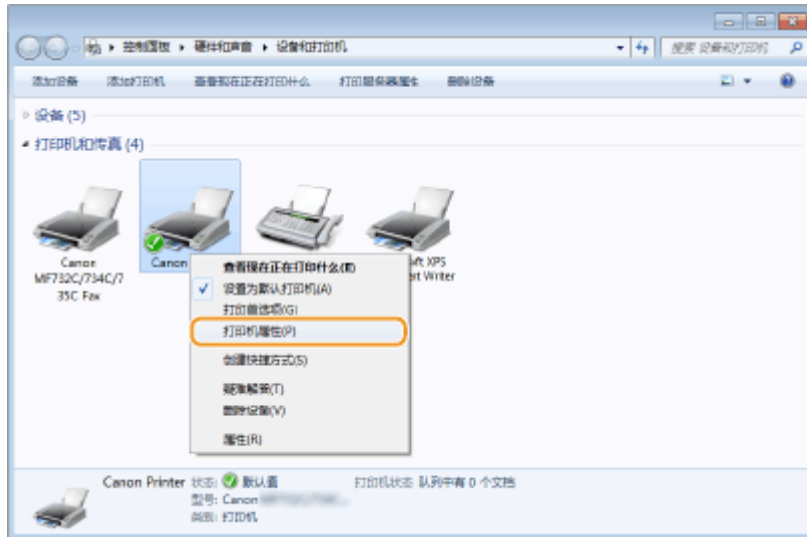 控制面板 ▸ 硬件和声音 ▸ 设备和打印机
搜索 设备和打印机
添加设备 添加打印机 查看现在正在打印什么 打印服务器属性 删除设备
设备 (5)
打印机和传真 (4)
Canon
MF732C/734C/7
35C Fax
Canon
XPS
Writer
查看现在正在打印什么(E)
设置为默认打印机(A)
打印首选项(G)
打印机属性(P)
创建快捷方式(S)
疑难解答(T)
删除设备(V)
属性(R)
Canon Printer 状态: 默认值 打印机状态: 队列中有 0 个文档
型号: Canon
类别: 打印机